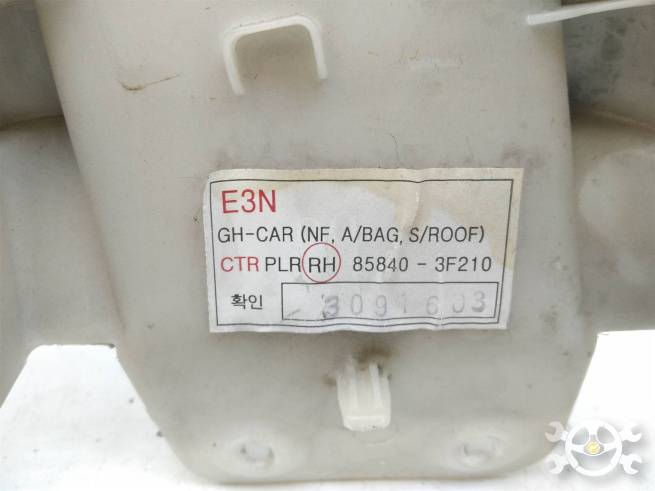 E3N
GH-CAR (NF, A/BAG, S/ROOF)
CTR PLR RH 85840 - 3F210
확인 3091603